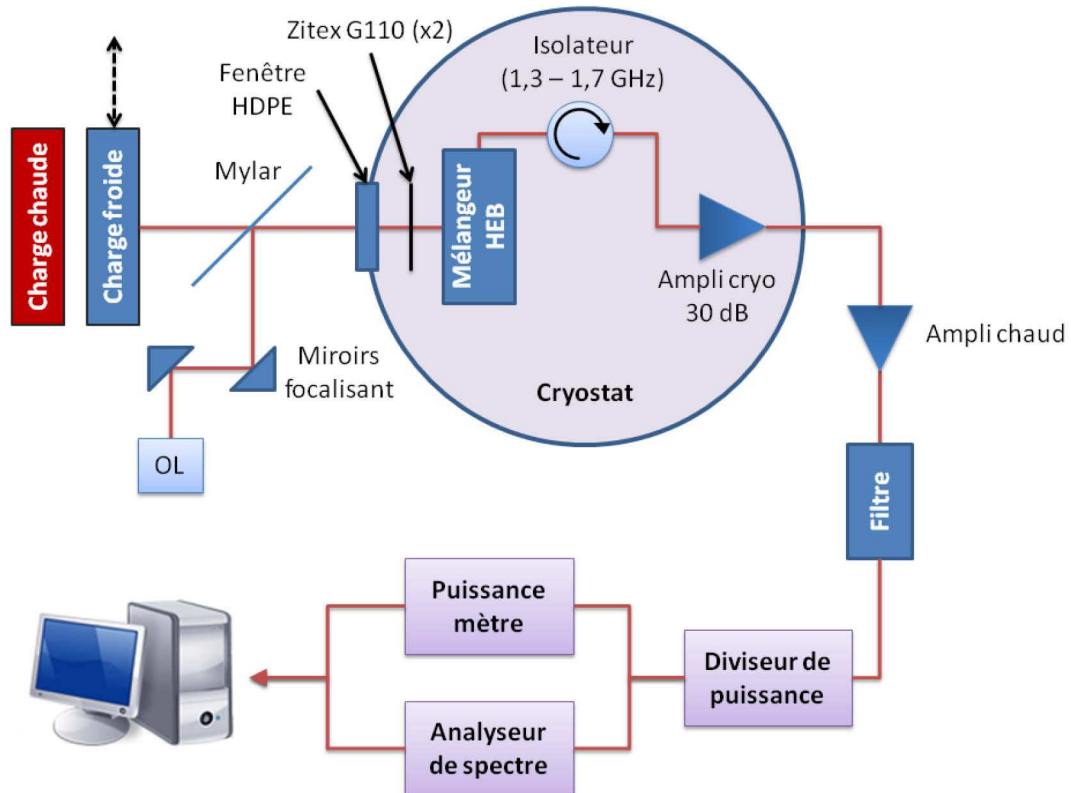 Zitex G110 (x2)
Isolateur
(1,3 – 1,7 GHz)
Fenêtre
HDPE
Mylar
Charge chaude
Charge froide
Mélangeur
HEB
Ampli cryo
30 dB
Ampli chaud
Miroirs
focalisant
Cryostat
OL
Filtre
Puissance
mètre
Diviseur de
puissance
Analyseur
de spectre